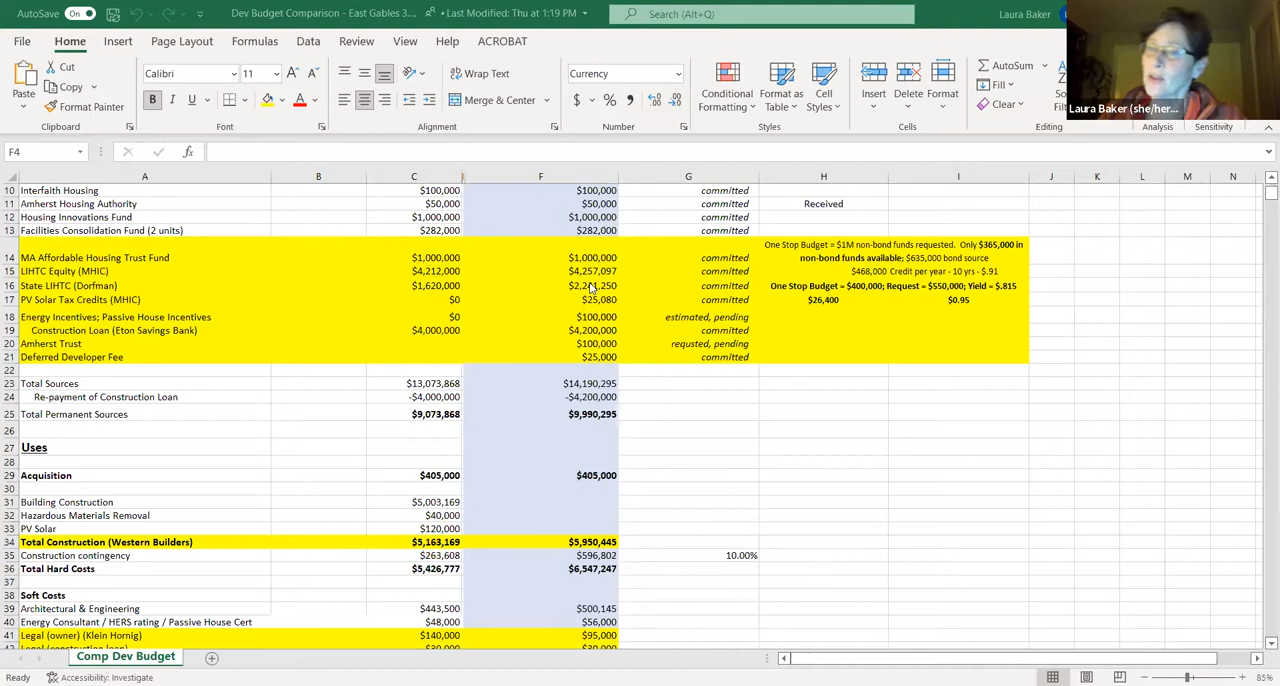 AutoSave On Dev Budget Comparison - East Gables 3.... • Last Modified: Thu at 1:19 PM Search (Alt+Q) Laura Baker
File Home Insert Page Layout Formulas Data Review View Help ACROBAT
Laura Baker (she/her...
Paste Cut Copy Format Painter Clipboard
Calibri 11 B I U Font
Wrap Text Merge & Center Alignment
Currency $ % Number
Conditional Formatting Format as Table Cell Styles Styles
Insert Delete Format Cells
AutoSum Fill Clear Editing
Analysis Sensitivity
F4 fx
A B C F G H I J K L M N
10 Interfaith Housing $100,000 $100,000 committed
11 Amherst Housing Authority $50,000 $50,000 committed Received
12 Housing Innovations Fund $1,000,000 $1,000,000 committed
13 Facilities Consolidation Fund (2 units) $282,000 $282,000 committed
One Stop Budget = $1M non-bond funds requested. Only $365,000 in
14 MA Affordable Housing Trust Fund $1,000,000 $1,000,000 committed non-bond funds available; $635,000 bond source
15 LIHTC Equity (MHIC) $4,212,000 $4,257,097 committed $468,000 Credit per year - 10 yrs - $.91
16 State LIHTC (Dorfman) $1,620,000 committed One Stop Budget = $400,000; Request = $550,000; Yield = $.815
17 PV Solar Tax Credits (MHIC) $0 $25,080 committed $26,400 $0.95
18 Energy Incentives; Passive House Incentives $0 $100,000 estimated, pending
19 Construction Loan (Eton Savings Bank) $4,000,000 $4,200,000 committed
20 Amherst Trust $100,000 requsted, pending
21 Deferred Developer Fee $25,000 committed
22
23 Total Sources $13,073,868 $14,190,295
24 Re-payment of Construction Loan -$4,000,000 -$4,200,000
25 Total Permanent Sources $9,073,868 $9,990,295
26
27 Uses
28
29 Acquisition $405,000 $405,000
30
31 Building Construction $5,003,169
32 Hazardous Materials Removal $40,000
33 PV Solar $120,000
34 Total Construction (Western Builders) $5,163,169 $5,950,445
35 Construction contingency $263,608 $596,802 10.00%
36 Total Hard Costs $5,426,777 $6,547,247
37
38 Soft Costs
39 Architectural & Engineering $443,500 $500,145
40 Energy Consultant / HERS rating / Passive House Cert $48,000 $56,000
41 Legal (owner) (Klein Hornig) $140,000 $95,000
Comp Dev Budget
Ready Accessibility: Investigate 85%